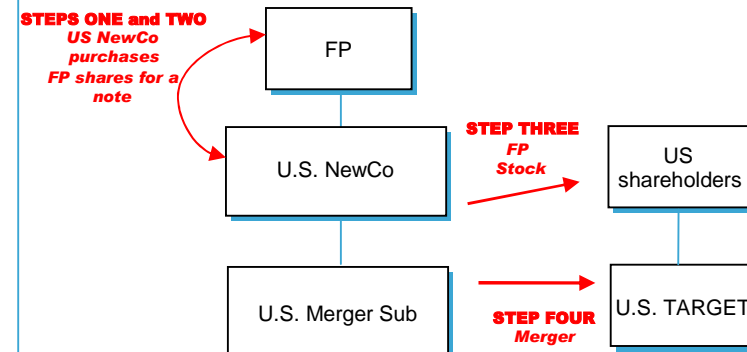 STEPS ONE and TWO
US NewCo
purchases
FP shares for a
note
FP
U.S. NewCo
STEP THREE
FP
Stock
US
shareholders
U.S. Merger Sub
STEP FOUR
Merger
U.S. TARGET